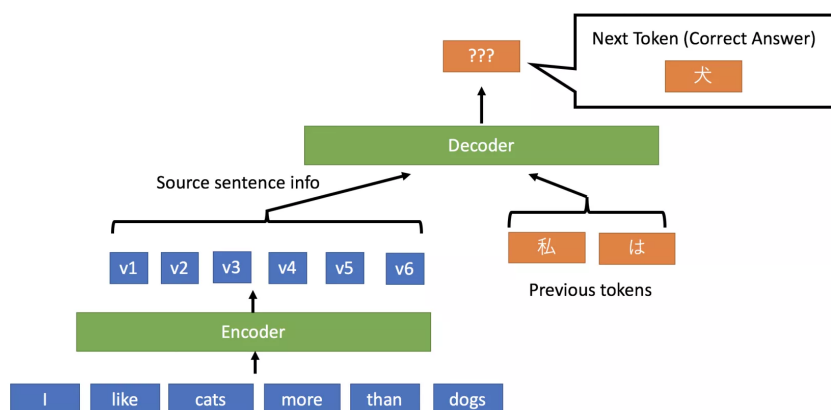 Next Token (Correct Answer)
???
犬
Decoder
Source sentence info
v1 v2 v3 v4 v5 v6
私 は
Previous tokens
Encoder
I like cats more than dogs